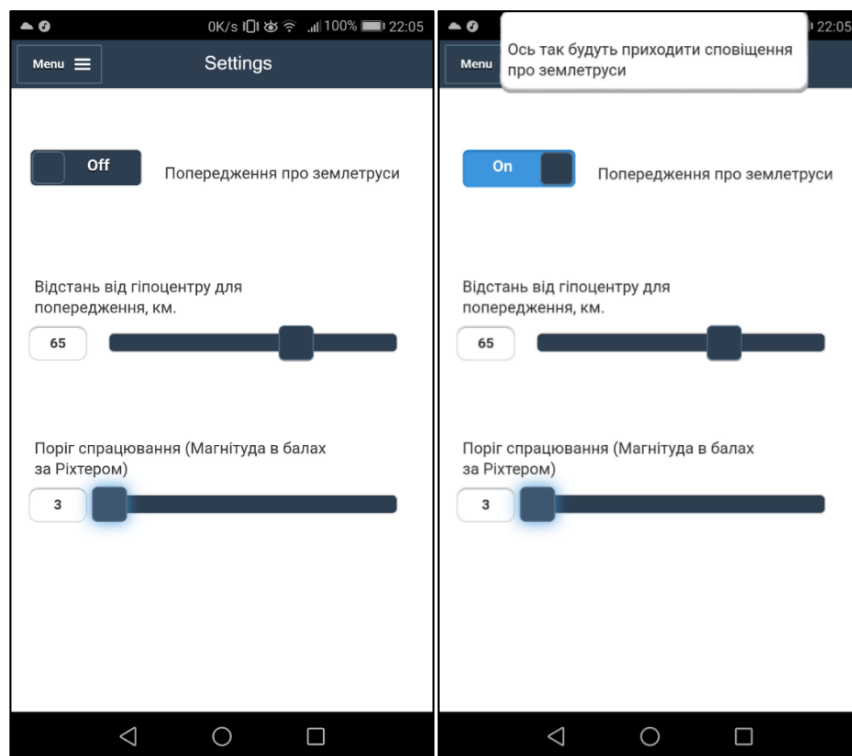 0K/s 100% 22:05
Menu Settings
Off Попередження про землетруси
Відстань від гіпоцентру для
попередження, км.
65
Поріг спрацювання (Магнітуда в балах
за Ріхтером)
3
22:05
Ось так будуть приходити сповіщення
про землетруси
Menu
On Попередження про землетруси
Відстань від гіпоцентру для
попередження, км.
65
Поріг спрацювання (Магнітуда в балах
за Ріхтером)
3